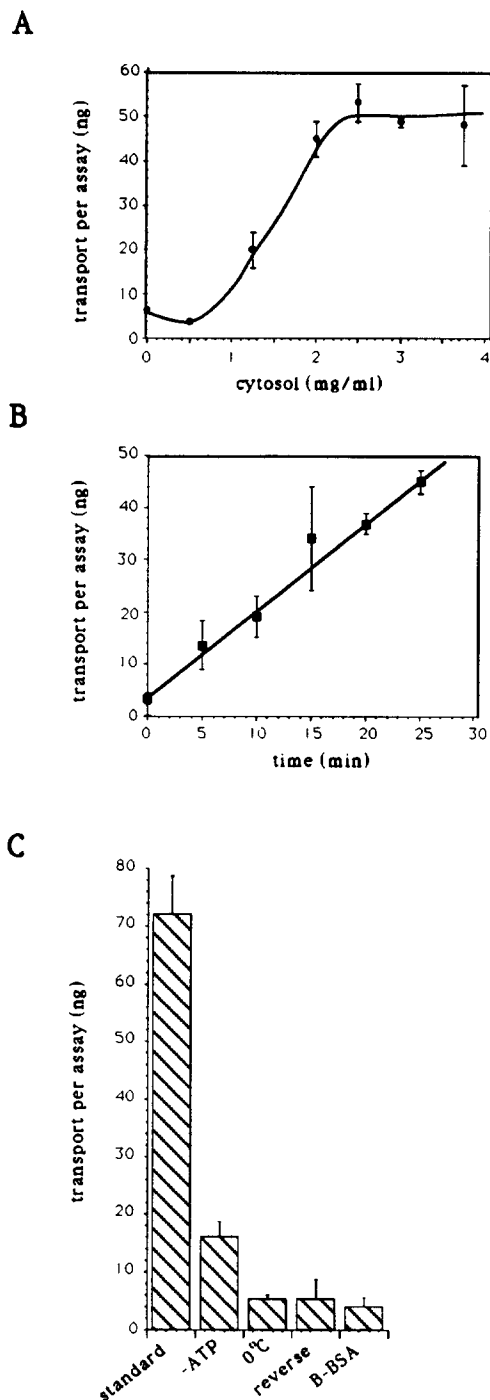 A
60
50
40
30
20
10
0
transport per assay (ng)
0 1 2 3 4
cytosol (mg/ml)
B
50
40
30
20
10
0
transport per assay (ng)
0 5 10 15 20 25 30
time (min)
C
80
70
60
50
40
30
20
10
0
transport per assay (ng)
standard -ATP 0°C reverse B-BSA